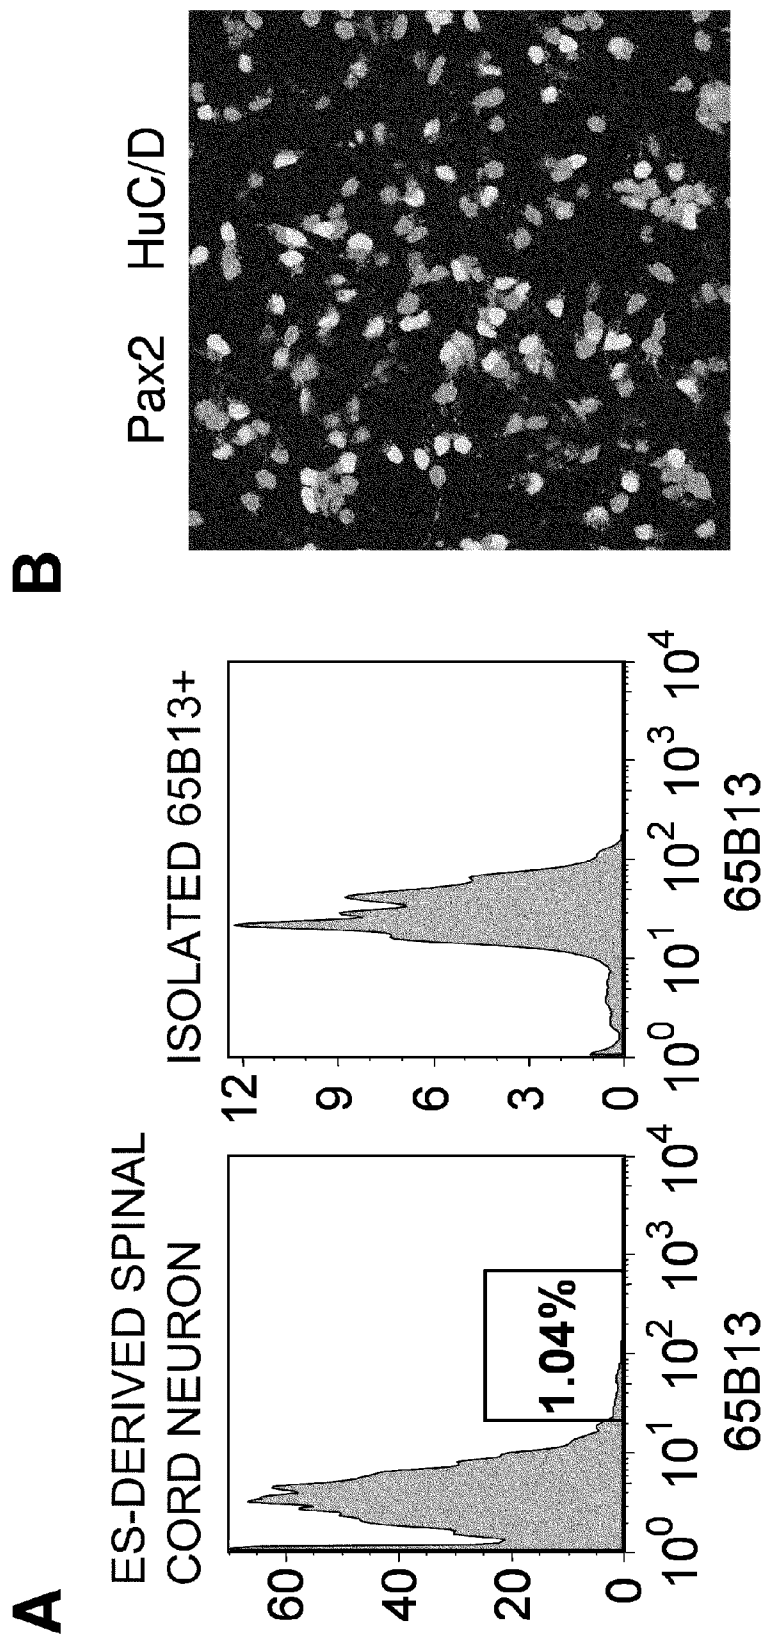 A
ES-DERIVED SPINAL
CORD NEURON
60
40
20
0
1.04%
10^0 10^1 10^2 10^3 10^4
65B13
ISOLATED 65B13+
12
9
6
3
0
10^0 10^1 10^2 10^3 10^4
65B13
B
Pax2 HuC/D